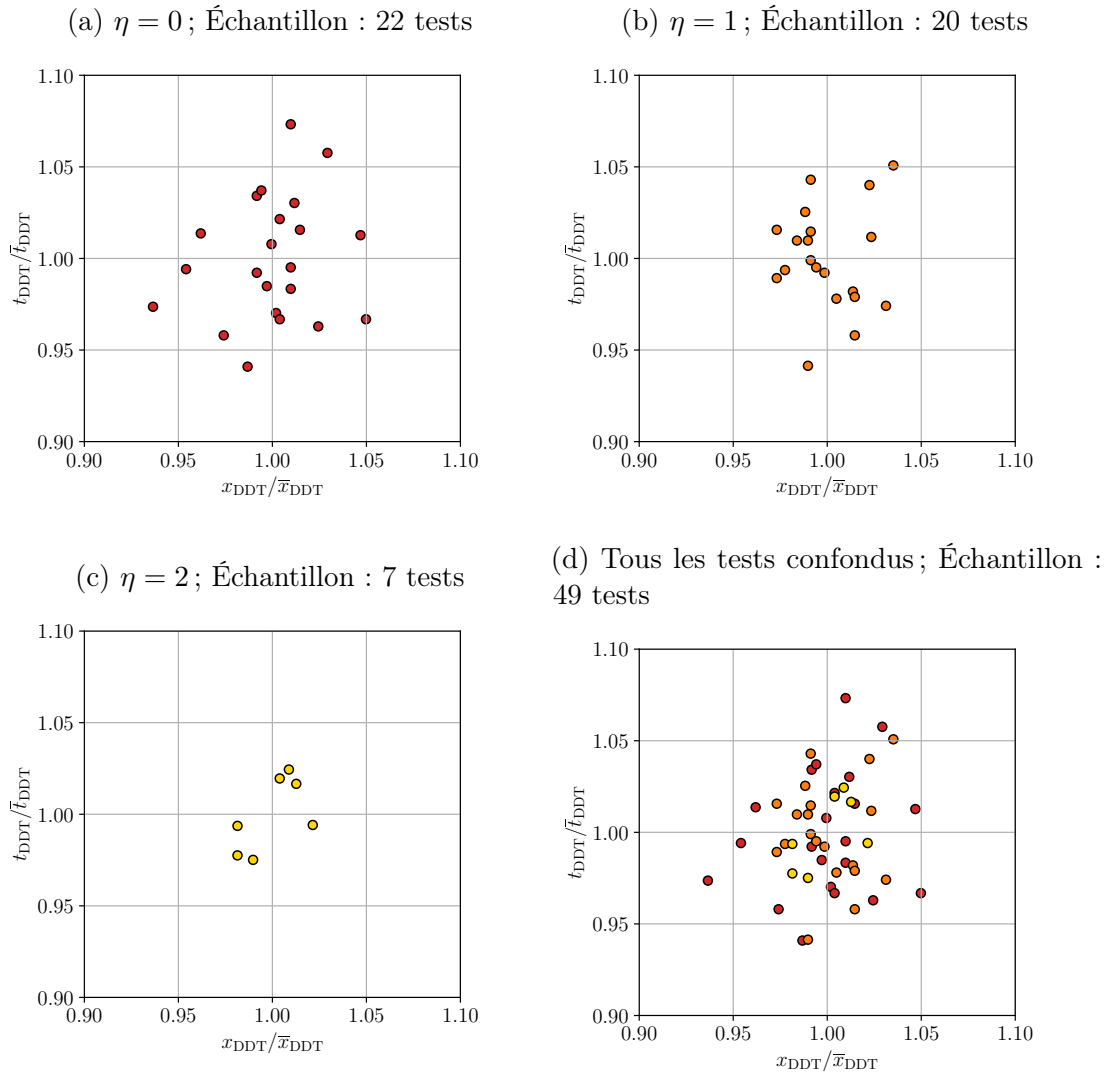 (a) η = 0 ; Échantillon : 22 tests
1.10
1.05
1.00
0.95
0.90
t_DDT/t̅_DDT
0.90 0.95 1.00 1.05 1.10
x_DDT/x̅_DDT
(b) η = 1 ; Échantillon : 20 tests
1.10
1.05
1.00
0.95
0.90
t_DDT/t̅_DDT
0.90 0.95 1.00 1.05 1.10
x_DDT/x̅_DDT
(c) η = 2 ; Échantillon : 7 tests
1.10
1.05
1.00
0.95
0.90
t_DDT/t̅_DDT
0.90 0.95 1.00 1.05 1.10
x_DDT/x̅_DDT
(d) Tous les tests confondus ; Échantillon :
49 tests
1.10
1.05
1.00
0.95
0.90
t_DDT/t̅_DDT
0.90 0.95 1.00 1.05 1.10
x_DDT/x̅_DDT